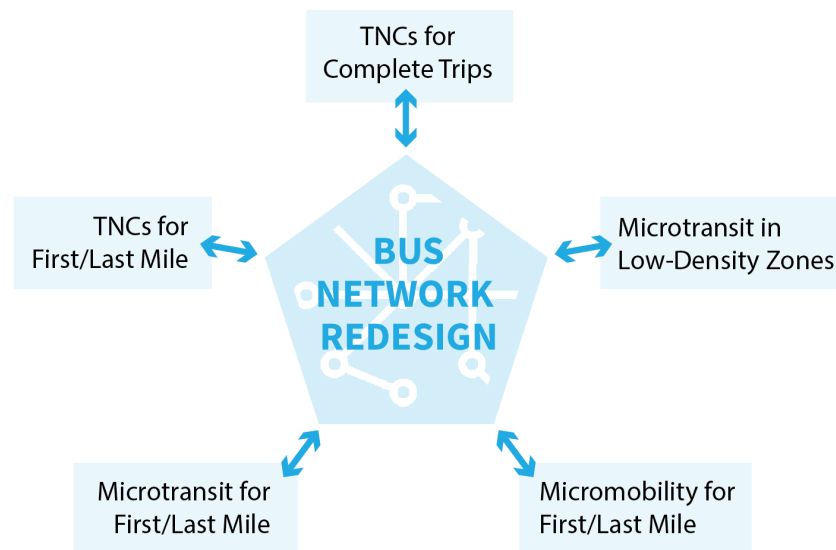 TNCs for
Complete Trips
TNCs for
First/Last Mile
BUS
NETWORK
REDESIGN
Microtransit in
Low-Density Zones
Microtransit for
First/Last Mile
Micromobility for
First/Last Mile